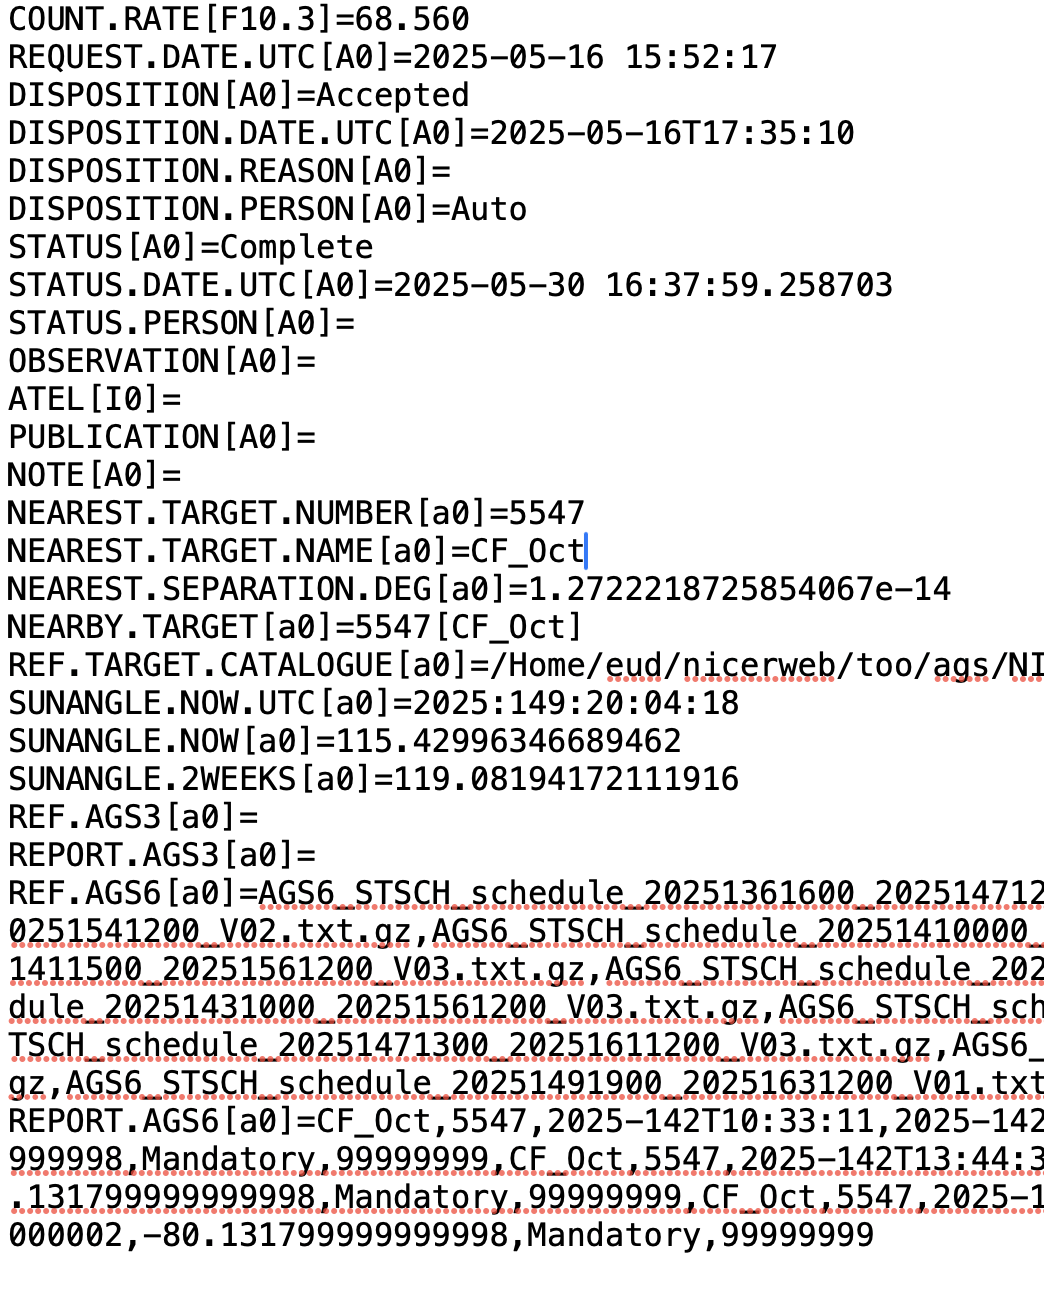 COUNT.RATE[F10.3]=68.560
REQUEST.DATE.UTC[A0]=2025-05-16 15:52:17
DISPOSITION[A0]=Accepted
DISPOSITION.DATE.UTC[A0]=2025-05-16T17:35:10
DISPOSITION.REASON[A0]=
DISPOSITION.PERSON[A0]=Auto
STATUS[A0]=Complete
STATUS.DATE.UTC[A0]=2025-05-30 16:37:59.258703
STATUS.PERSON[A0]=
OBSERVATION[A0]=
ATEL[I0]=
PUBLICATION[A0]=
NOTE[A0]=
NEAREST.TARGET.NUMBER[a0]=5547
NEAREST.TARGET.NAME[a0]=CF_Oct
NEAREST.SEPARATION.DEG[a0]=1.2722218725854067e-14
NEARBY.TARGET[a0]=5547[CF_Oct]
REF.TARGET.CATALOGUE[a0]=/Home/eud/nicerweb/too/ags/NI
SUNANGLE.NOW.UTC[a0]=2025:149:20:04:18
SUNANGLE.NOW[a0]=115.42996346689462
SUNANGLE.2WEEKS[a0]=119.08194172111916
REF.AGS3[a0]=
REPORT.AGS3[a0]=
REF.AGS6[a0]=AGS6_STSCH_schedule_20251361600_202514712
0251541200_V02.txt.gz,AGS6_STSCH_schedule_20251410000_
1411500_20251561200_V03.txt.gz,AGS6_STSCH_schedule_202
dule_20251431000_20251561200_V03.txt.gz,AGS6_STSCH_sch
TSCH_schedule_20251471300_20251611200_V03.txt.gz,AGS6_
gz,AGS6_STSCH_schedule_20251491900_20251631200_V01.txt
REPORT.AGS6[a0]=CF_Oct,5547,2025-142T10:33:11,2025-142
999998,Mandatory,99999999,CF_Oct,5547,2025-142T13:44:3
.131799999999998,Mandatory,99999999,CF_Oct,5547,2025-1
000002,-80.131799999999998,Mandatory,99999999